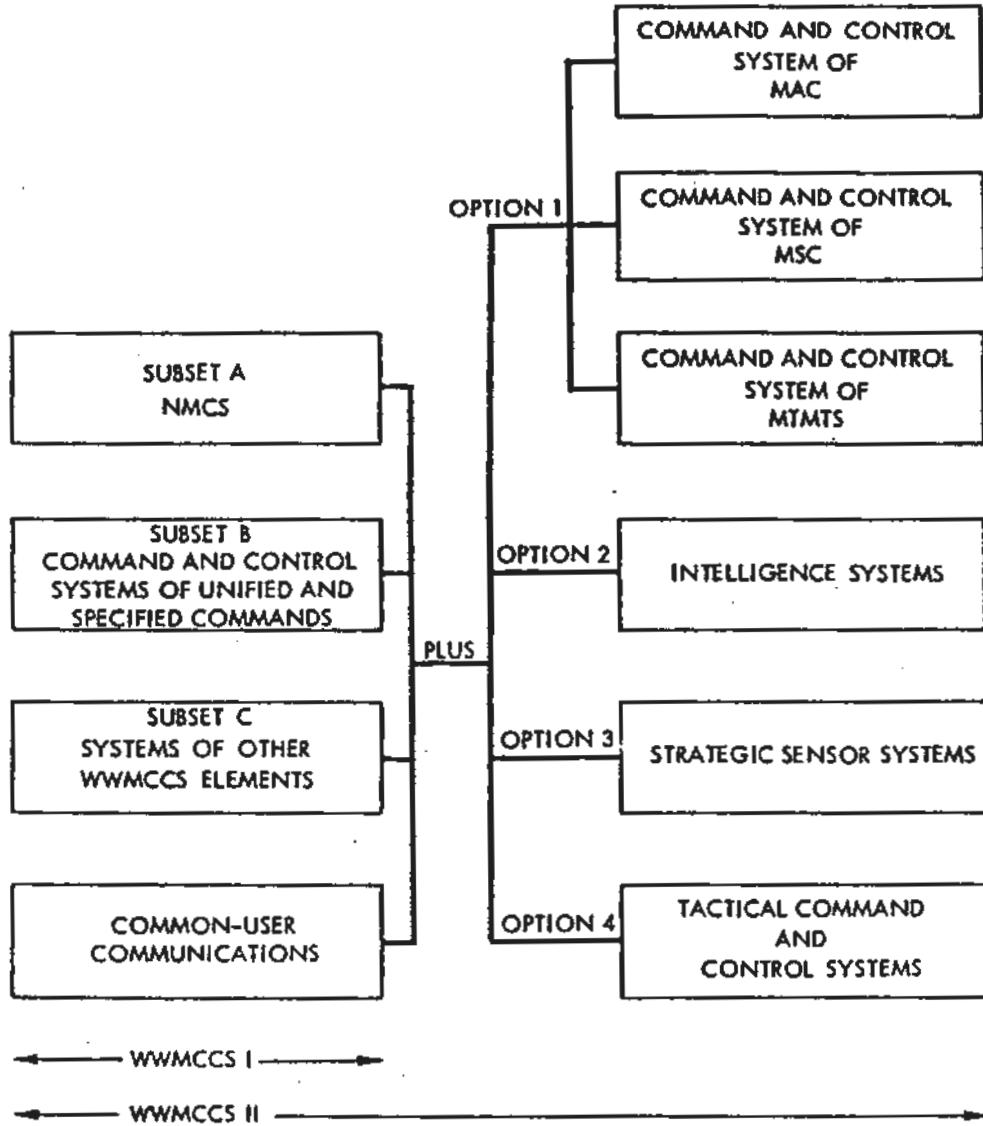 SUBSET A
NMCS
SUBSET B
COMMAND AND CONTROL
SYSTEMS OF UNIFIED AND
SPECIFIED COMMANDS
SUBSET C
SYSTEMS OF OTHER
WWMCCS ELEMENTS
COMMON-USER
COMMUNICATIONS
PLUS
OPTION 1
COMMAND AND CONTROL
SYSTEM OF
MAC
COMMAND AND CONTROL
SYSTEM OF
MSC
COMMAND AND CONTROL
SYSTEM OF
MTMTS
OPTION 2
INTELLIGENCE SYSTEMS
OPTION 3
STRATEGIC SENSOR SYSTEMS
OPTION 4
TACTICAL COMMAND
AND
CONTROL SYSTEMS
WWMCCS I
WWMCCS II